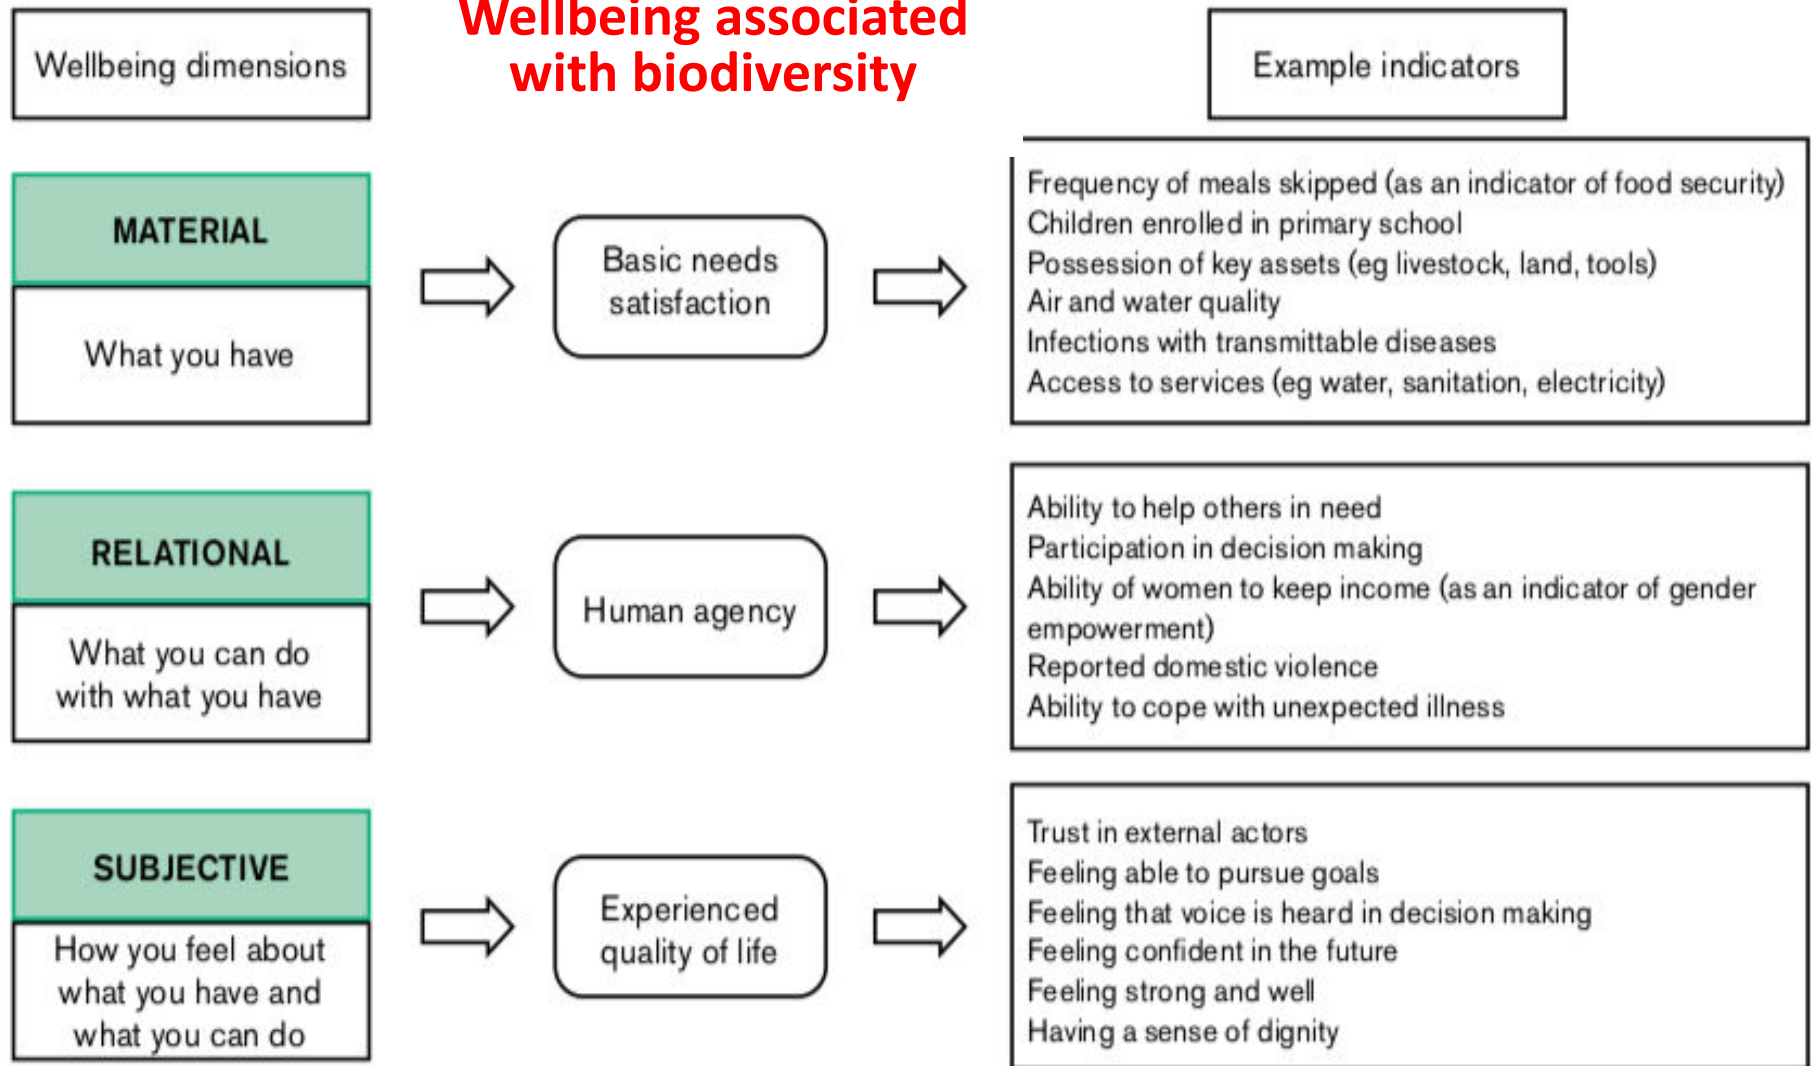 Wellbeing dimensions
Wellbeing associated
with biodiversity
Example indicators
MATERIAL
What you have
Basic needs
satisfaction
Frequency of meals skipped (as an indicator of food security)
Children enrolled in primary school
Possession of key assets (eg livestock, land, tools)
Air and water quality
Infections with transmittable diseases
Access to services (eg water, sanitation, electricity)
RELATIONAL
What you can do
with what you have
Human agency
Ability to help others in need
Participation in decision making
Ability of women to keep income (as an indicator of gender
empowerment)
Reported domestic violence
Ability to cope with unexpected illness
SUBJECTIVE
How you feel about
what you have and
what you can do
Experienced
quality of life
Trust in external actors
Feeling able to pursue goals
Feeling that voice is heard in decision making
Feeling confident in the future
Feeling strong and well
Having a sense of dignity